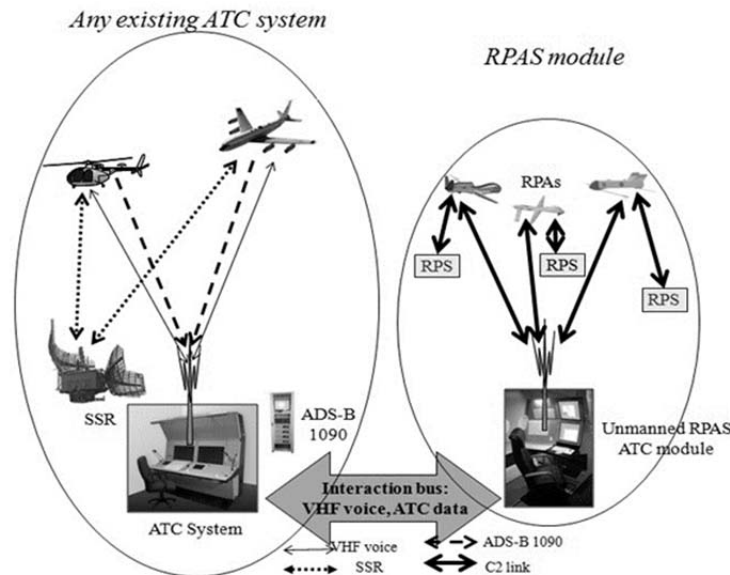 Any existing ATC system
RPAS module
RPAs
RPS
RPS
RPS
SSR
ADS-B
1090
Unmanned RPAS
ATC module
ATC System
Interaction bus:
VHF voice, ATC data
VHF voice
ADS-B 1090
SSR
C2 link